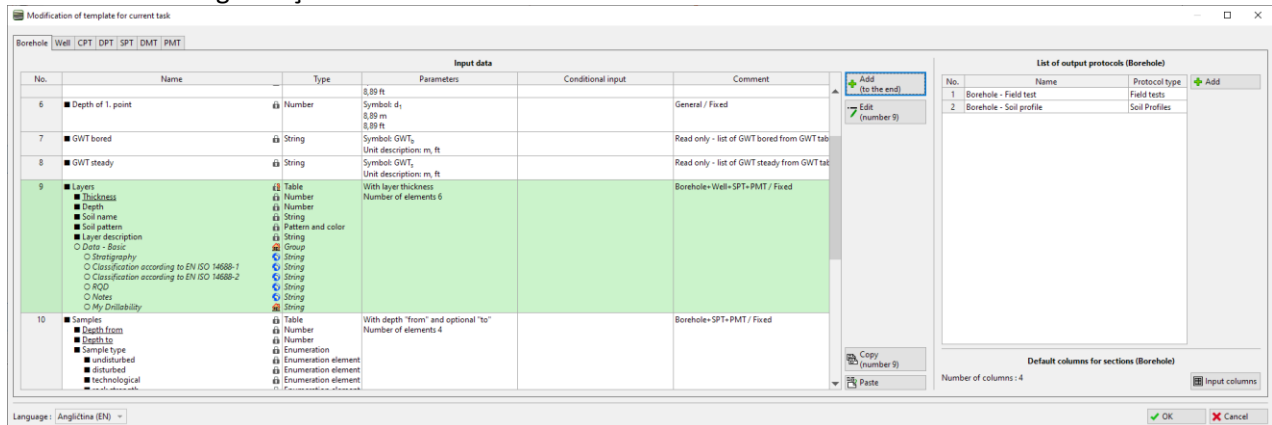 Modification of template for current task
Borehole Well CPT DPT SPT DMT PMT
Input data
No. Name Type Parameters Conditional input Comment
8,89 ft
6 Depth of 1. point Number Symbol: d1 General / Fixed
8,89 m
8,89 ft
7 GWT bored String Symbol: GWTb Read only - list of GWT bored from GWT tab
Unit description: m, ft
8 GWT steady String Symbol: GWTs Read only - list of GWT steady from GWT tab
Unit description: m, ft
9 Layers Table With layer thickness Borehole+Well+SPT+PMT / Fixed
Thickness Number Number of elements 6
Depth Number
Soil name String
Soil pattern Pattern and color
Layer description String
Data - Basic Group
Stratigraphy String
Classification according to EN ISO 14688-1 String
Classification according to EN ISO 14688-2 String
RQD String
Notes String
My Drillability String
10 Samples Table With depth "from" and optional "to" Borehole+SPT+PMT / Fixed
Depth from Number Number of elements 4
Depth to Number
Sample type Enumeration
undisturbed Enumeration element
disturbed Enumeration element
technological Enumeration element
Add
(to the end)
Edit
(number 9)
Copy
(number 9)
Paste
List of output protocols (Borehole)
No. Name Protocol type Add
1 Borehole - Field test Field tests
2 Borehole - Soil profile Soil Profiles
Default columns for sections (Borehole)
Number of columns : 4
Input columns
Language : Angličtina (EN)
OK Cancel